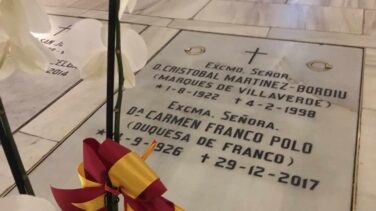 EXCMO. SEÑOR.
D. CRISTOBAL MARTINEZ-BORDIU
(MARQUES DE VILLAVERDE)
*1-8-1922 †4-2-1998
EXCMA. SEÑORA.
Dª CARMEN FRANCO POLO
(DUQUESA DE FRANCO)
-9-1926 †29-12-2017
2014